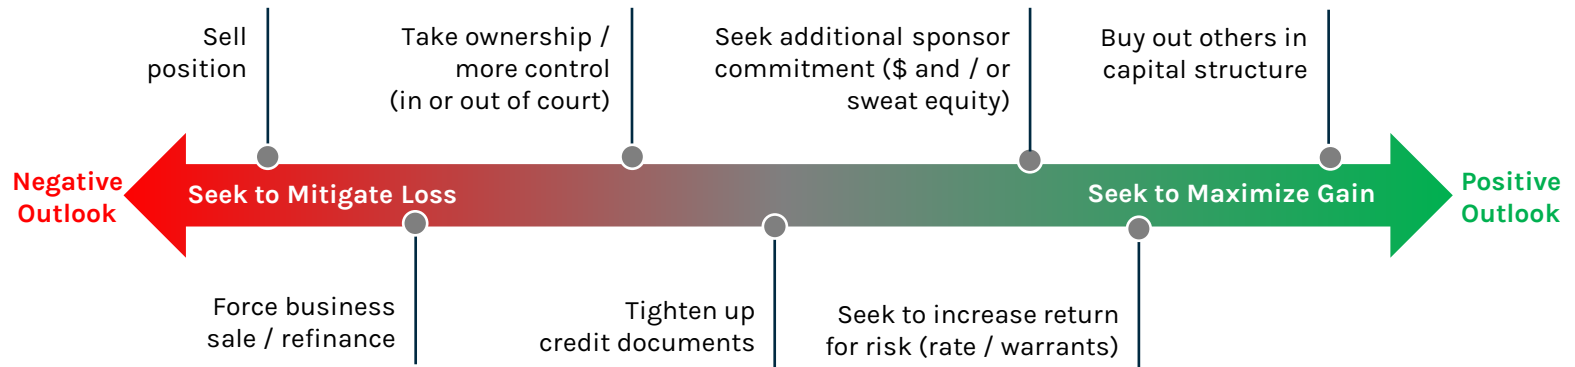 Sell
position
Take ownership /
more control
(in or out of court)
Seek additional sponsor
commitment ($ and / or
sweat equity)
Buy out others in
capital structure
Negative
Outlook
Seek to Mitigate Loss
Seek to Maximize Gain
Positive
Outlook
Force business
sale / refinance
Tighten up
credit documents
Seek to increase return
for risk (rate / warrants)